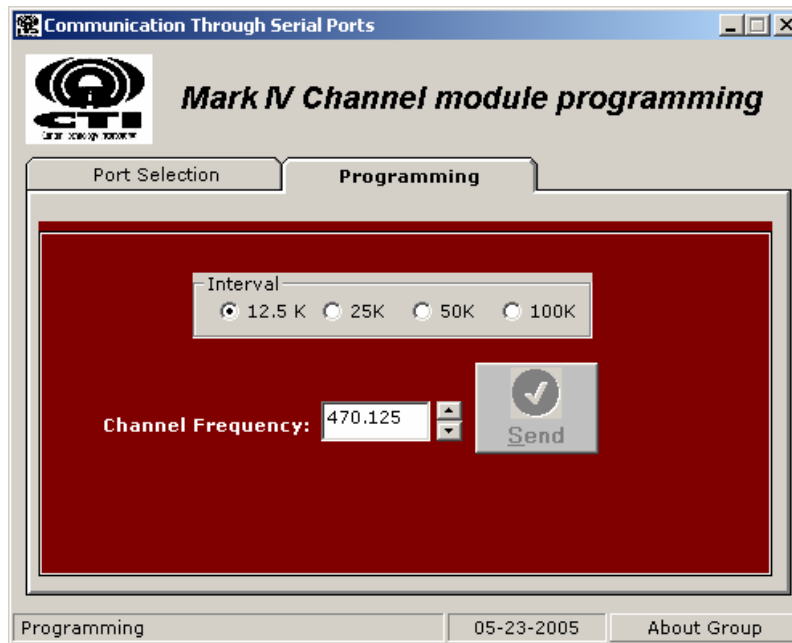 Communication Through Serial Ports
CTI
Mark IV Channel module programming
Port Selection
Programming
Interval
12.5 K 25K 50K 100K
Channel Frequency: 470.125
Send
Programming 05-23-2005 About Group